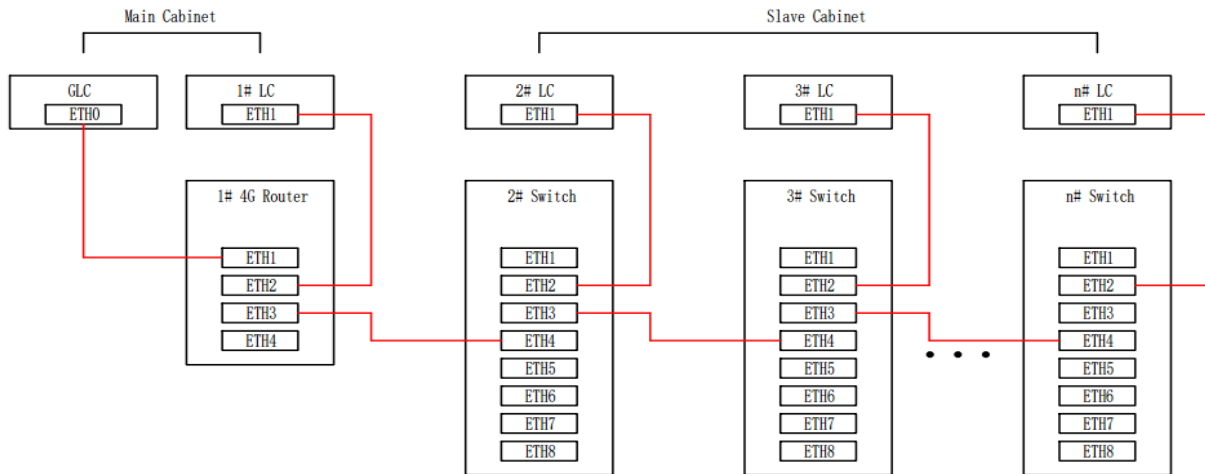 Main Cabinet
Slave Cabinet
GLC
ETH0
1# LC
ETH1
2# LC
ETH1
3# LC
ETH1
n# LC
ETH1
1# 4G Router
ETH1
ETH2
ETH3
ETH4
2# Switch
ETH1
ETH2
ETH3
ETH4
ETH5
ETH6
ETH7
ETH8
3# Switch
ETH1
ETH2
ETH3
ETH4
ETH5
ETH6
ETH7
ETH8
n# Switch
ETH1
ETH2
ETH3
ETH4
ETH5
ETH6
ETH7
ETH8